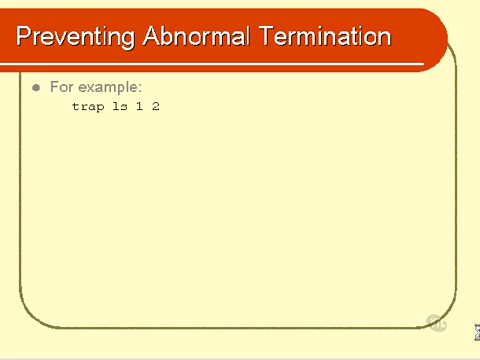 Preventing Abnormal Termination
For example:
trap ls 1 2